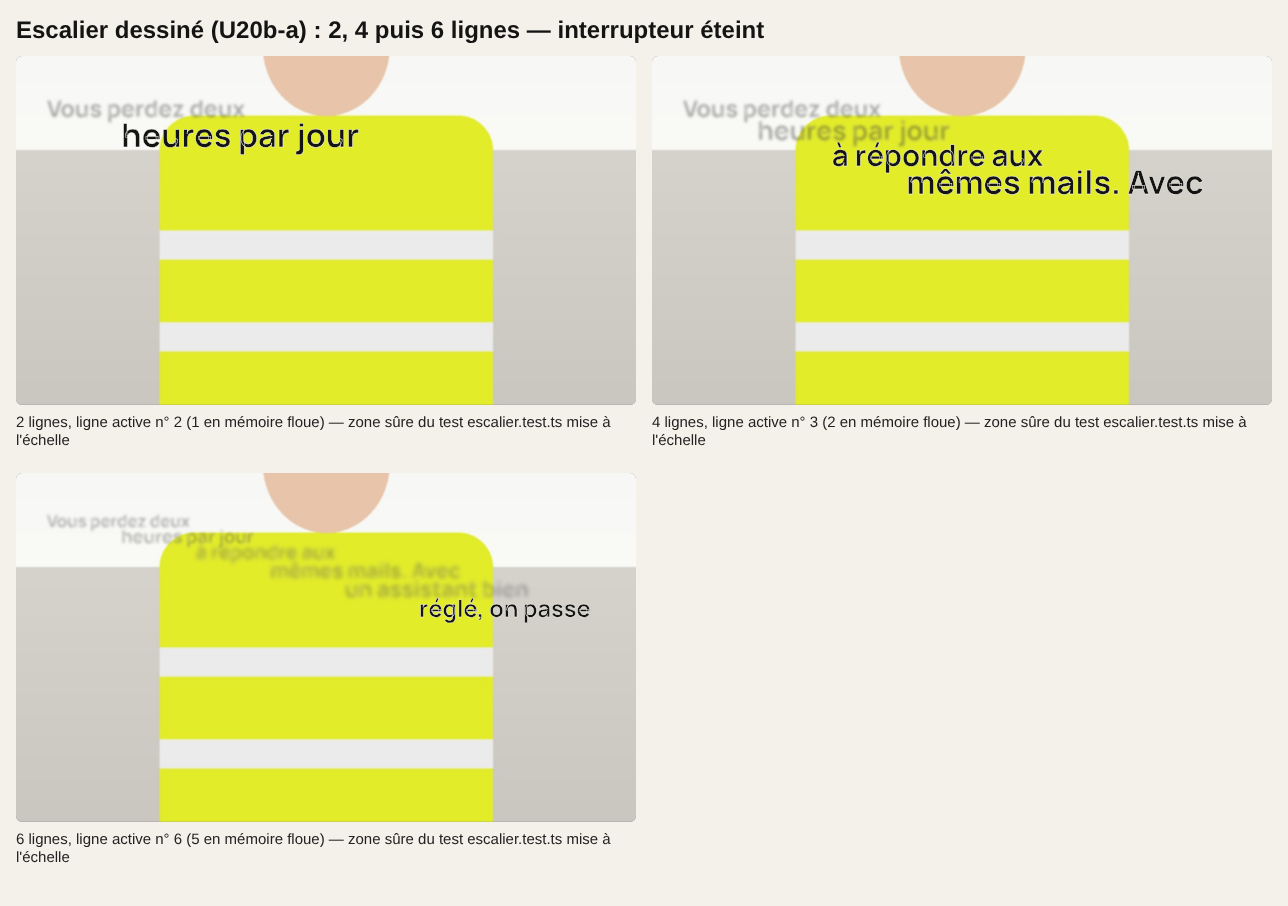 Escalier dessiné (U20b-a) : 2, 4 puis 6 lignes — interrupteur éteint
Vous perdez deux
heures par jour
2 lignes, ligne active n° 2 (1 en mémoire floue) — zone sûre du test escalier.test.ts mise à
l'échelle
Vous perdez deux
heures par jour
à répondre aux
mêmes mails. Avec
4 lignes, ligne active n° 3 (2 en mémoire floue) — zone sûre du test escalier.test.ts mise à
l'échelle
Vous perdez deux
heures par jour
à répondre aux
mêmes mails. Avec
un assistant bien
réglé, on passe
6 lignes, ligne active n° 6 (5 en mémoire floue) — zone sûre du test escalier.test.ts mise à
l'échelle